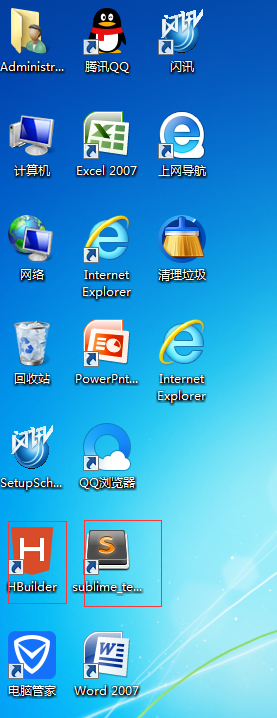 Administr...
腾讯QQ
闪讯
计算机
Excel 2007
上网导航
网络
Internet
Explorer
清理垃圾
回收站
PowerPnt...
Internet
Explorer
闪讯
SetupSch...
QQ浏览器
HBuilder
sublime_te...
电脑管家
Word 2007